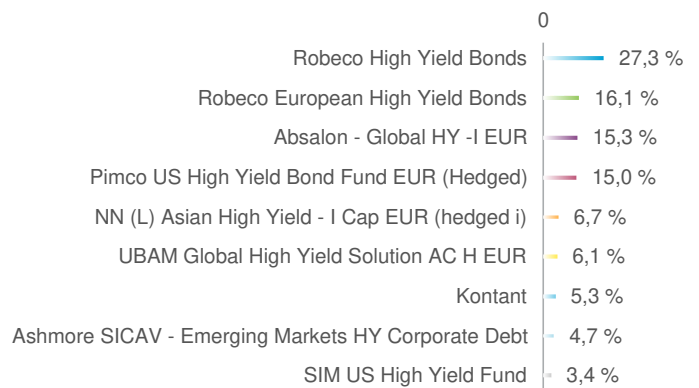 0
Robeco High Yield Bonds 27,3 %
Robeco European High Yield Bonds 16,1 %
Absalon - Global HY -I EUR 15,3 %
Pimco US High Yield Bond Fund EUR (Hedged) 15,0 %
NN (L) Asian High Yield - I Cap EUR (hedged i) 6,7 %
UBAM Global High Yield Solution AC H EUR 6,1 %
Kontant 5,3 %
Ashmore SICAV - Emerging Markets HY Corporate Debt 4,7 %
SIM US High Yield Fund 3,4 %